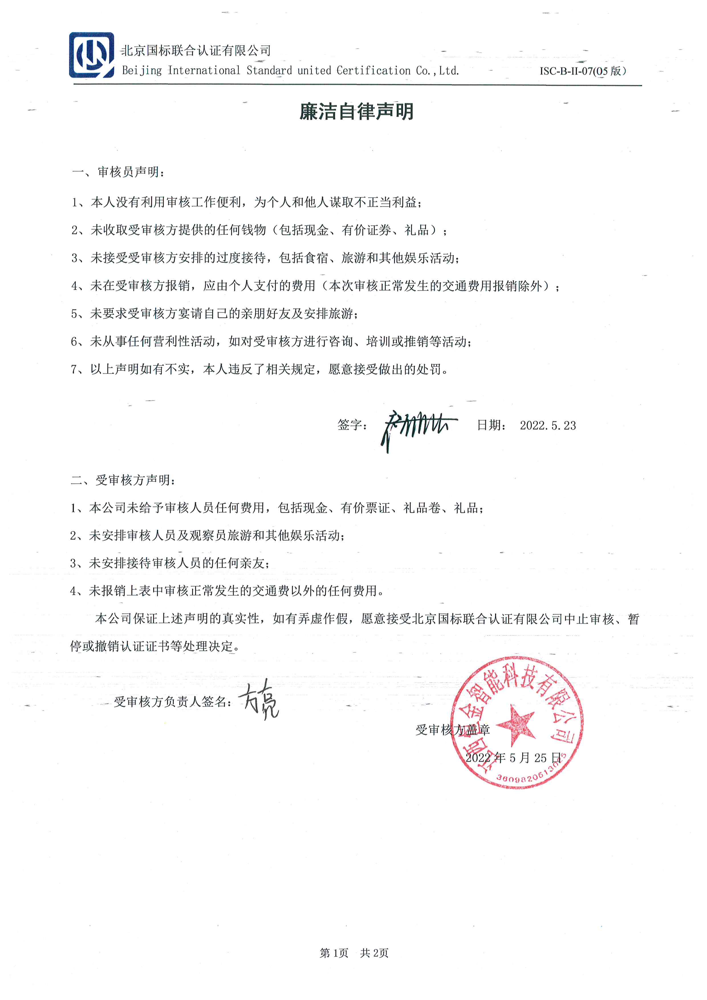 北京国标联合认证有限公司
Beijing International Standard united Certification Co.,Ltd.
ISC-B-II-07(05版）
廉洁自律声明
一、审核员声明：
1、本人没有利用审核工作便利，为个人和他人谋取不正当利益；
2、未收取受审核方提供的任何钱物（包括现金、有价证券、礼品）；
3、未接受受审核方安排的过度接待，包括食宿、旅游和其他娱乐活动；
4、未在受审核方报销，应由个人支付的费用（本次审核正常发生的交通费用报销除外）；
5、未要求受审核方宴请自己的亲朋好友及安排旅游；
6、未从事任何营利性活动，如对受审核方进行咨询、培训或推销等活动；
7、以上声明如有不实，本人违反了相关规定，愿意接受做出的处罚。
签字： 日期： 2022.5.23
二、受审核方声明：
1、本公司未给予审核人员任何费用，包括现金、有价票证、礼品卷、礼品；
2、未安排审核人员及观察员旅游和其他娱乐活动；
3、未安排接待审核人员的任何亲友；
4、未报销上表中审核正常发生的交通费以外的任何费用。
本公司保证上述声明的真实性，如有弄虚作假，愿意接受北京国标联合认证有限公司中止审核、暂
停或撤销认证证书等处理决定。
受审核方负责人签名：方亮
江西恒金智能科技有限公司
受审核方盖章
2022年5月25日
3609820613025
第1页 共2页